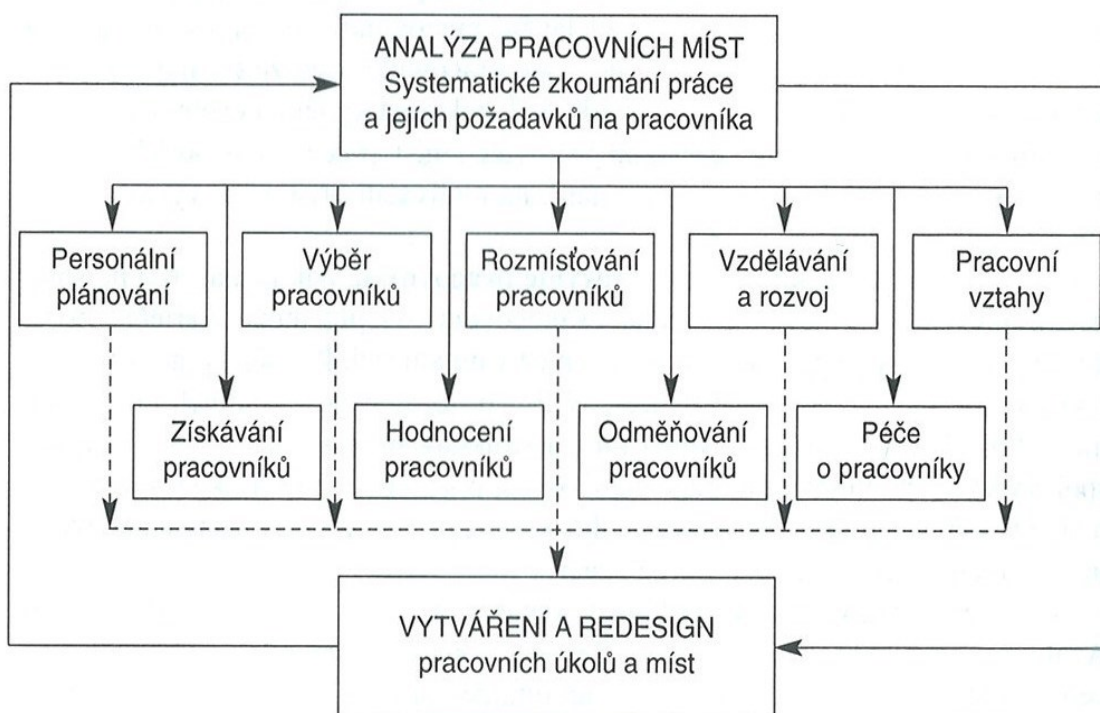 ANALÝZA PRACOVNÍCH MÍST
Systematické zkoumání práce
a jejích požadavků na pracovníka
Personální
plánování
Výběr
pracovníků
Rozmísťování
pracovníků
Vzdělávání
a rozvoj
Pracovní
vztahy
Získávání
pracovníků
Hodnocení
pracovníků
Odměňování
pracovníků
Péče
o pracovníky
VYTVÁŘENÍ A REDESIGN
pracovních úkolů a míst